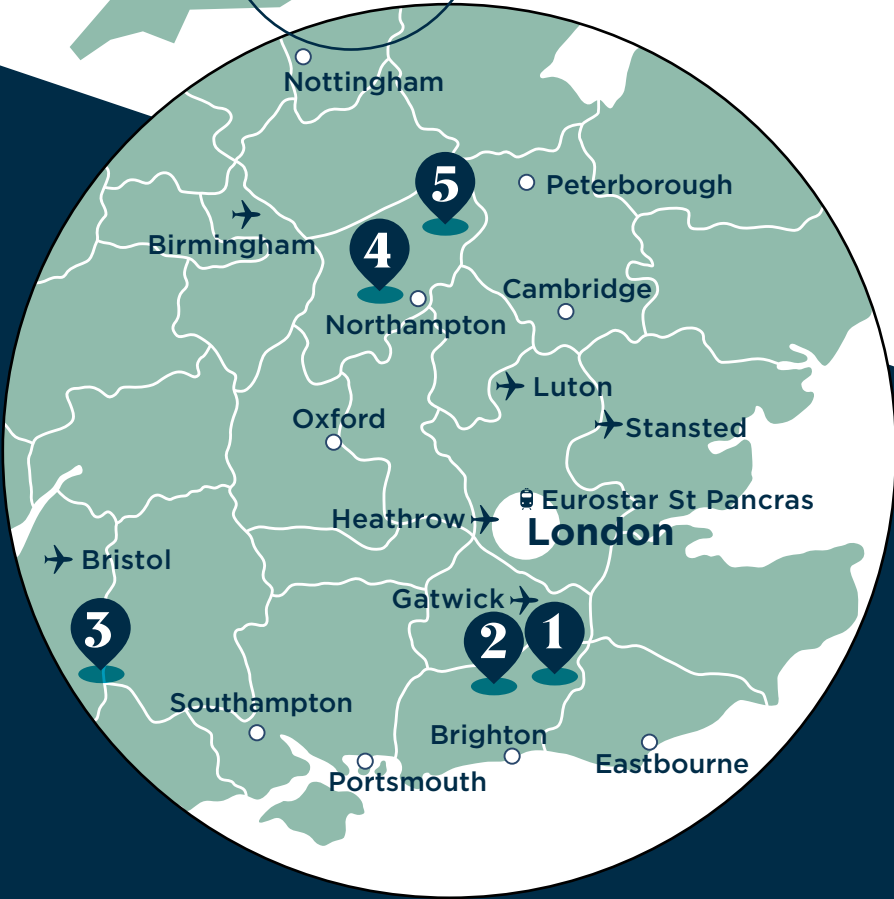 Nottingham
5
Peterborough
Birmingham
4
Cambridge
Northampton
Luton
Oxford
Stansted
Eurostar St Pancras
Heathrow
London
Bristol
Gatwick
3
2
1
Southampton
Brighton
Eastbourne
Portsmouth